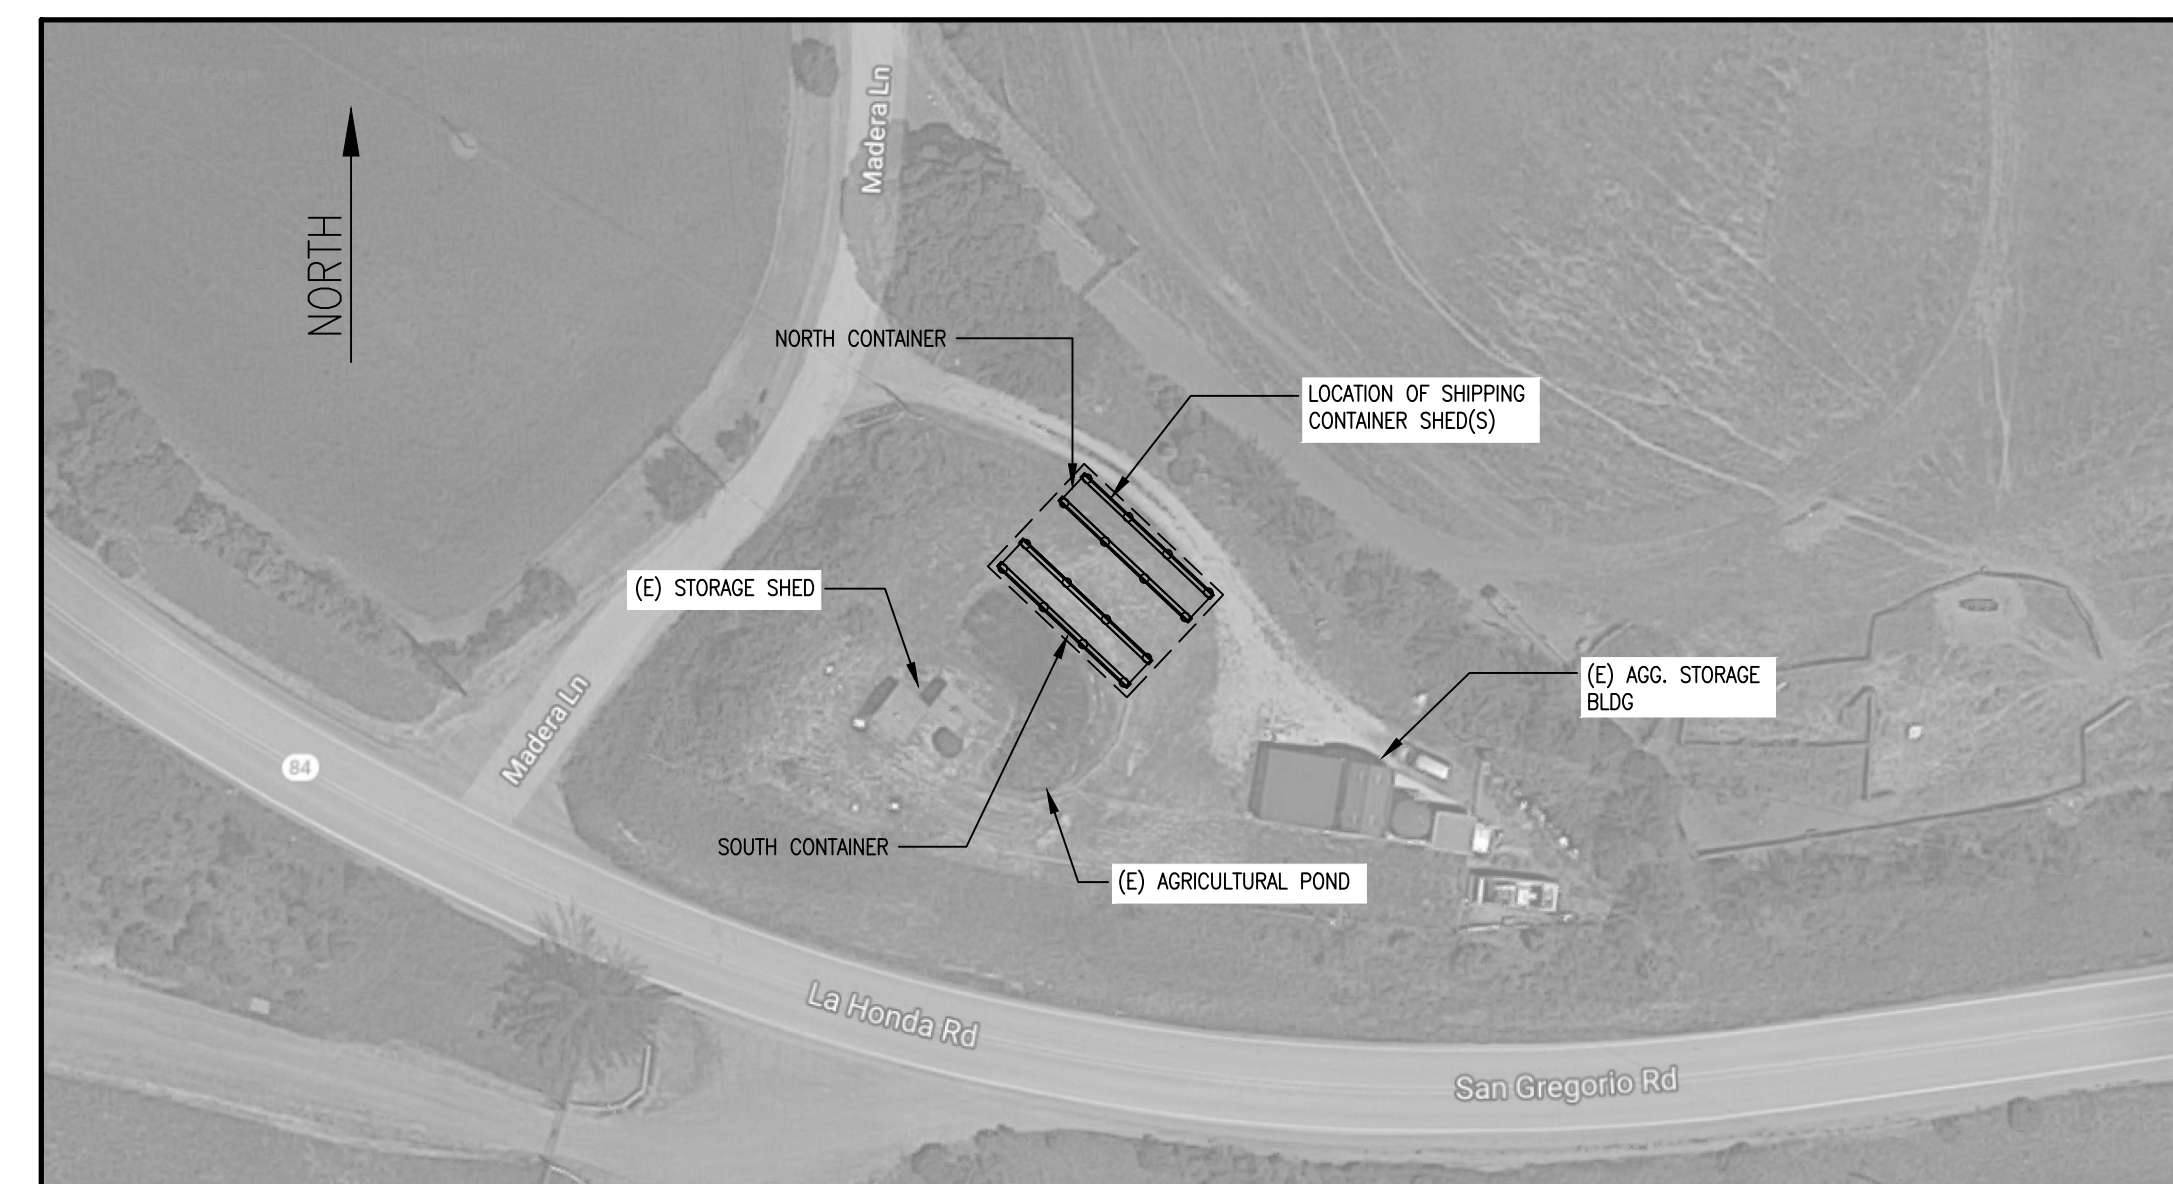 Madera Ln
NORTH
NORTH CONTAINER
LOCATION OF SHIPPING
CONTAINER SHED(S)
(E) STORAGE SHED
(E) AGG. STORAGE
BLDG
Madera Ln
84
SOUTH CONTAINER
(E) AGRICULTURAL POND
La Honda Rd
San Gregorio Rd